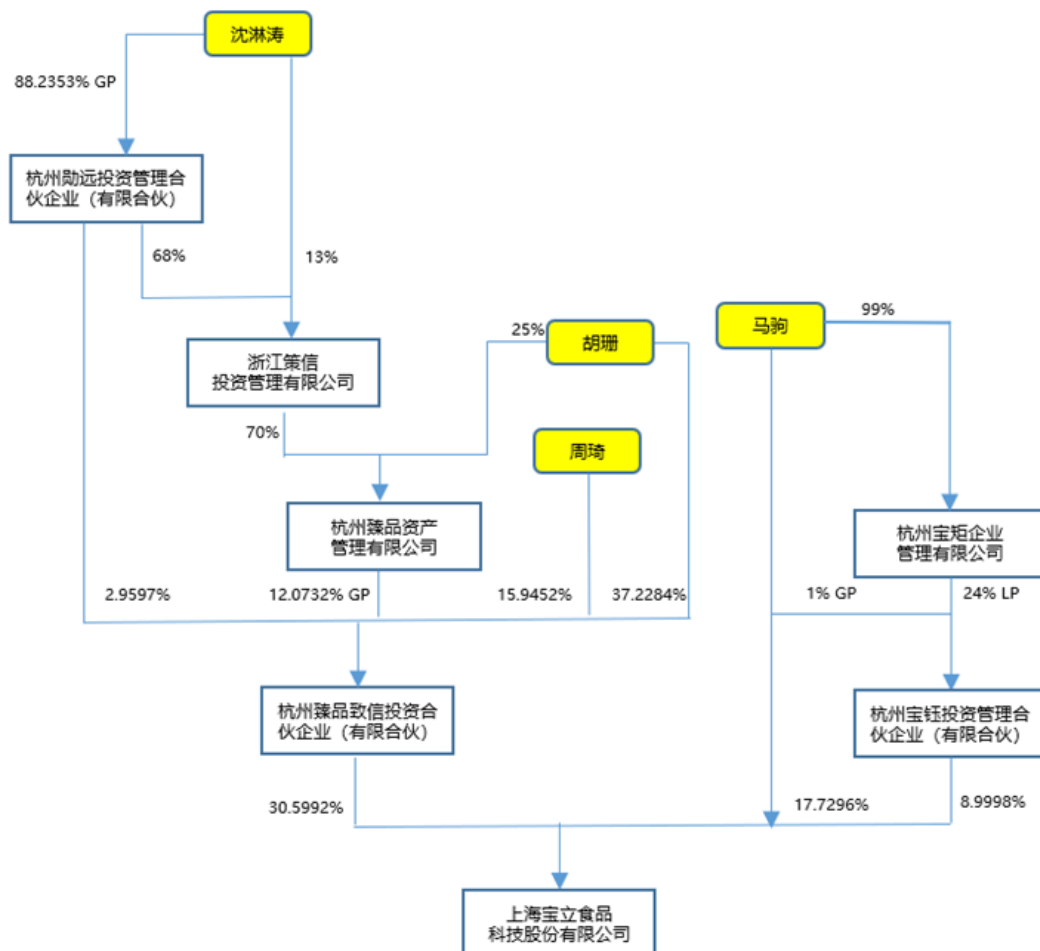 沈淋涛
88.2353% GP
杭州勋远投资管理合
伙企业（有限合伙）
68%
13%
马驹
99%
25%
胡珊
浙江策信
投资管理有限公司
70%
周琦
杭州臻品资产
管理有限公司
杭州宝矩企业
管理有限公司
2.9597%
12.0732% GP
15.9452%
37.2284%
1% GP
24% LP
杭州臻品致信投资合
伙企业（有限合伙）
杭州宝钰投资管理合
伙企业（有限合伙）
30.5992%
17.7296%
8.9998%
上海宝立食品
科技股份有限公司